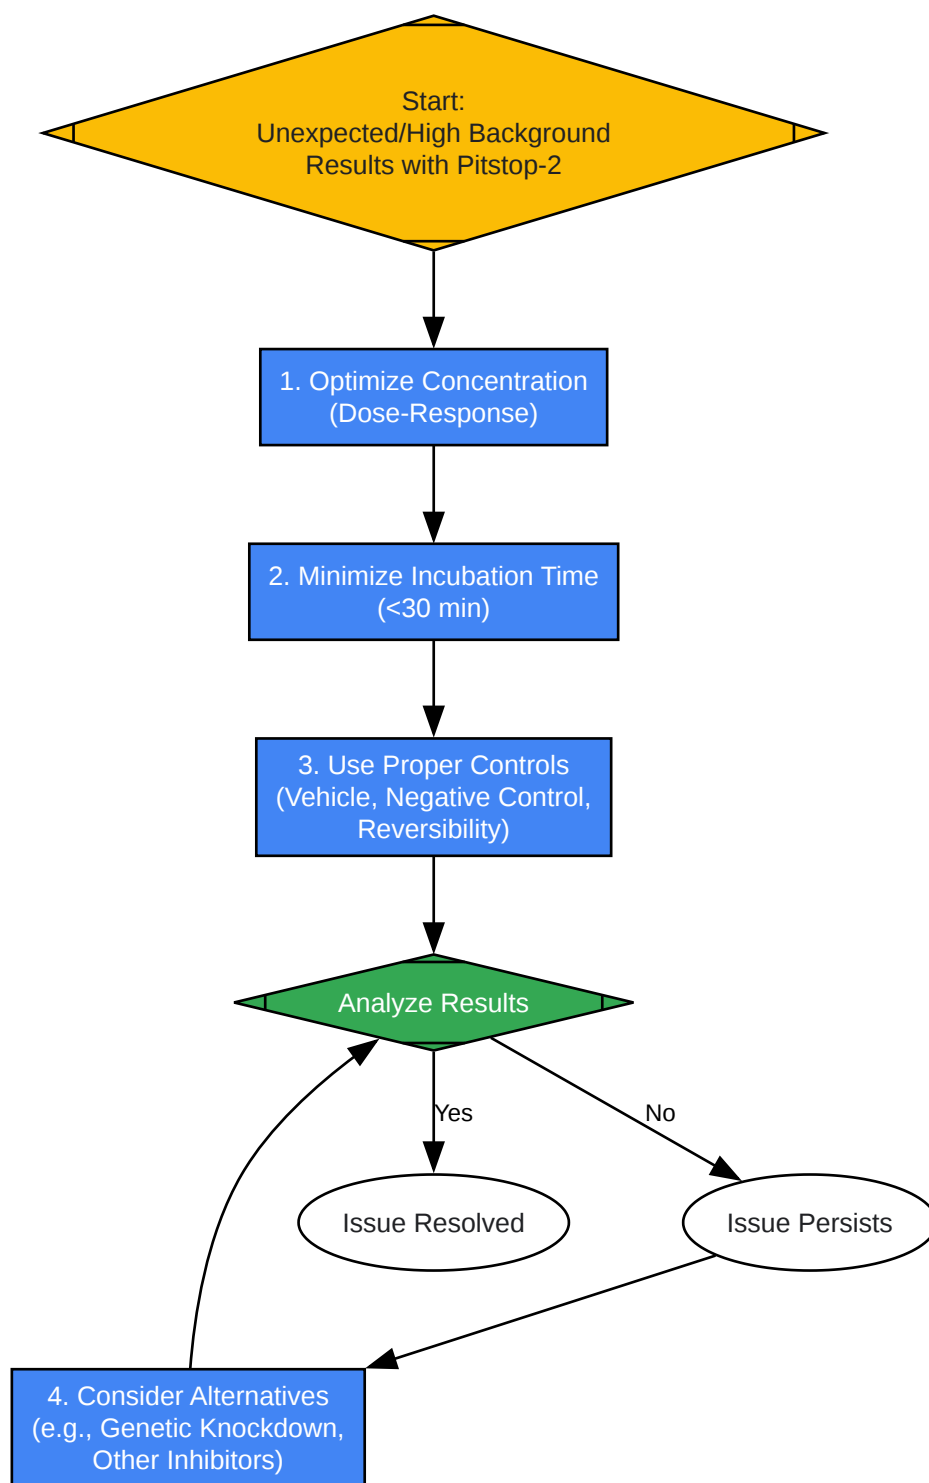 Start:
Unexpected/High Background
Results with Pitstop-2
1. Optimize Concentration
(Dose-Response)
2. Minimize Incubation Time
(<30 min)
3. Use Proper Controls
(Vehicle, Negative Control,
Reversibility)
Analyze Results
Yes
No
Issue Resolved
Issue Persists
4. Consider Alternatives
(e.g., Genetic Knockdown,
Other Inhibitors)